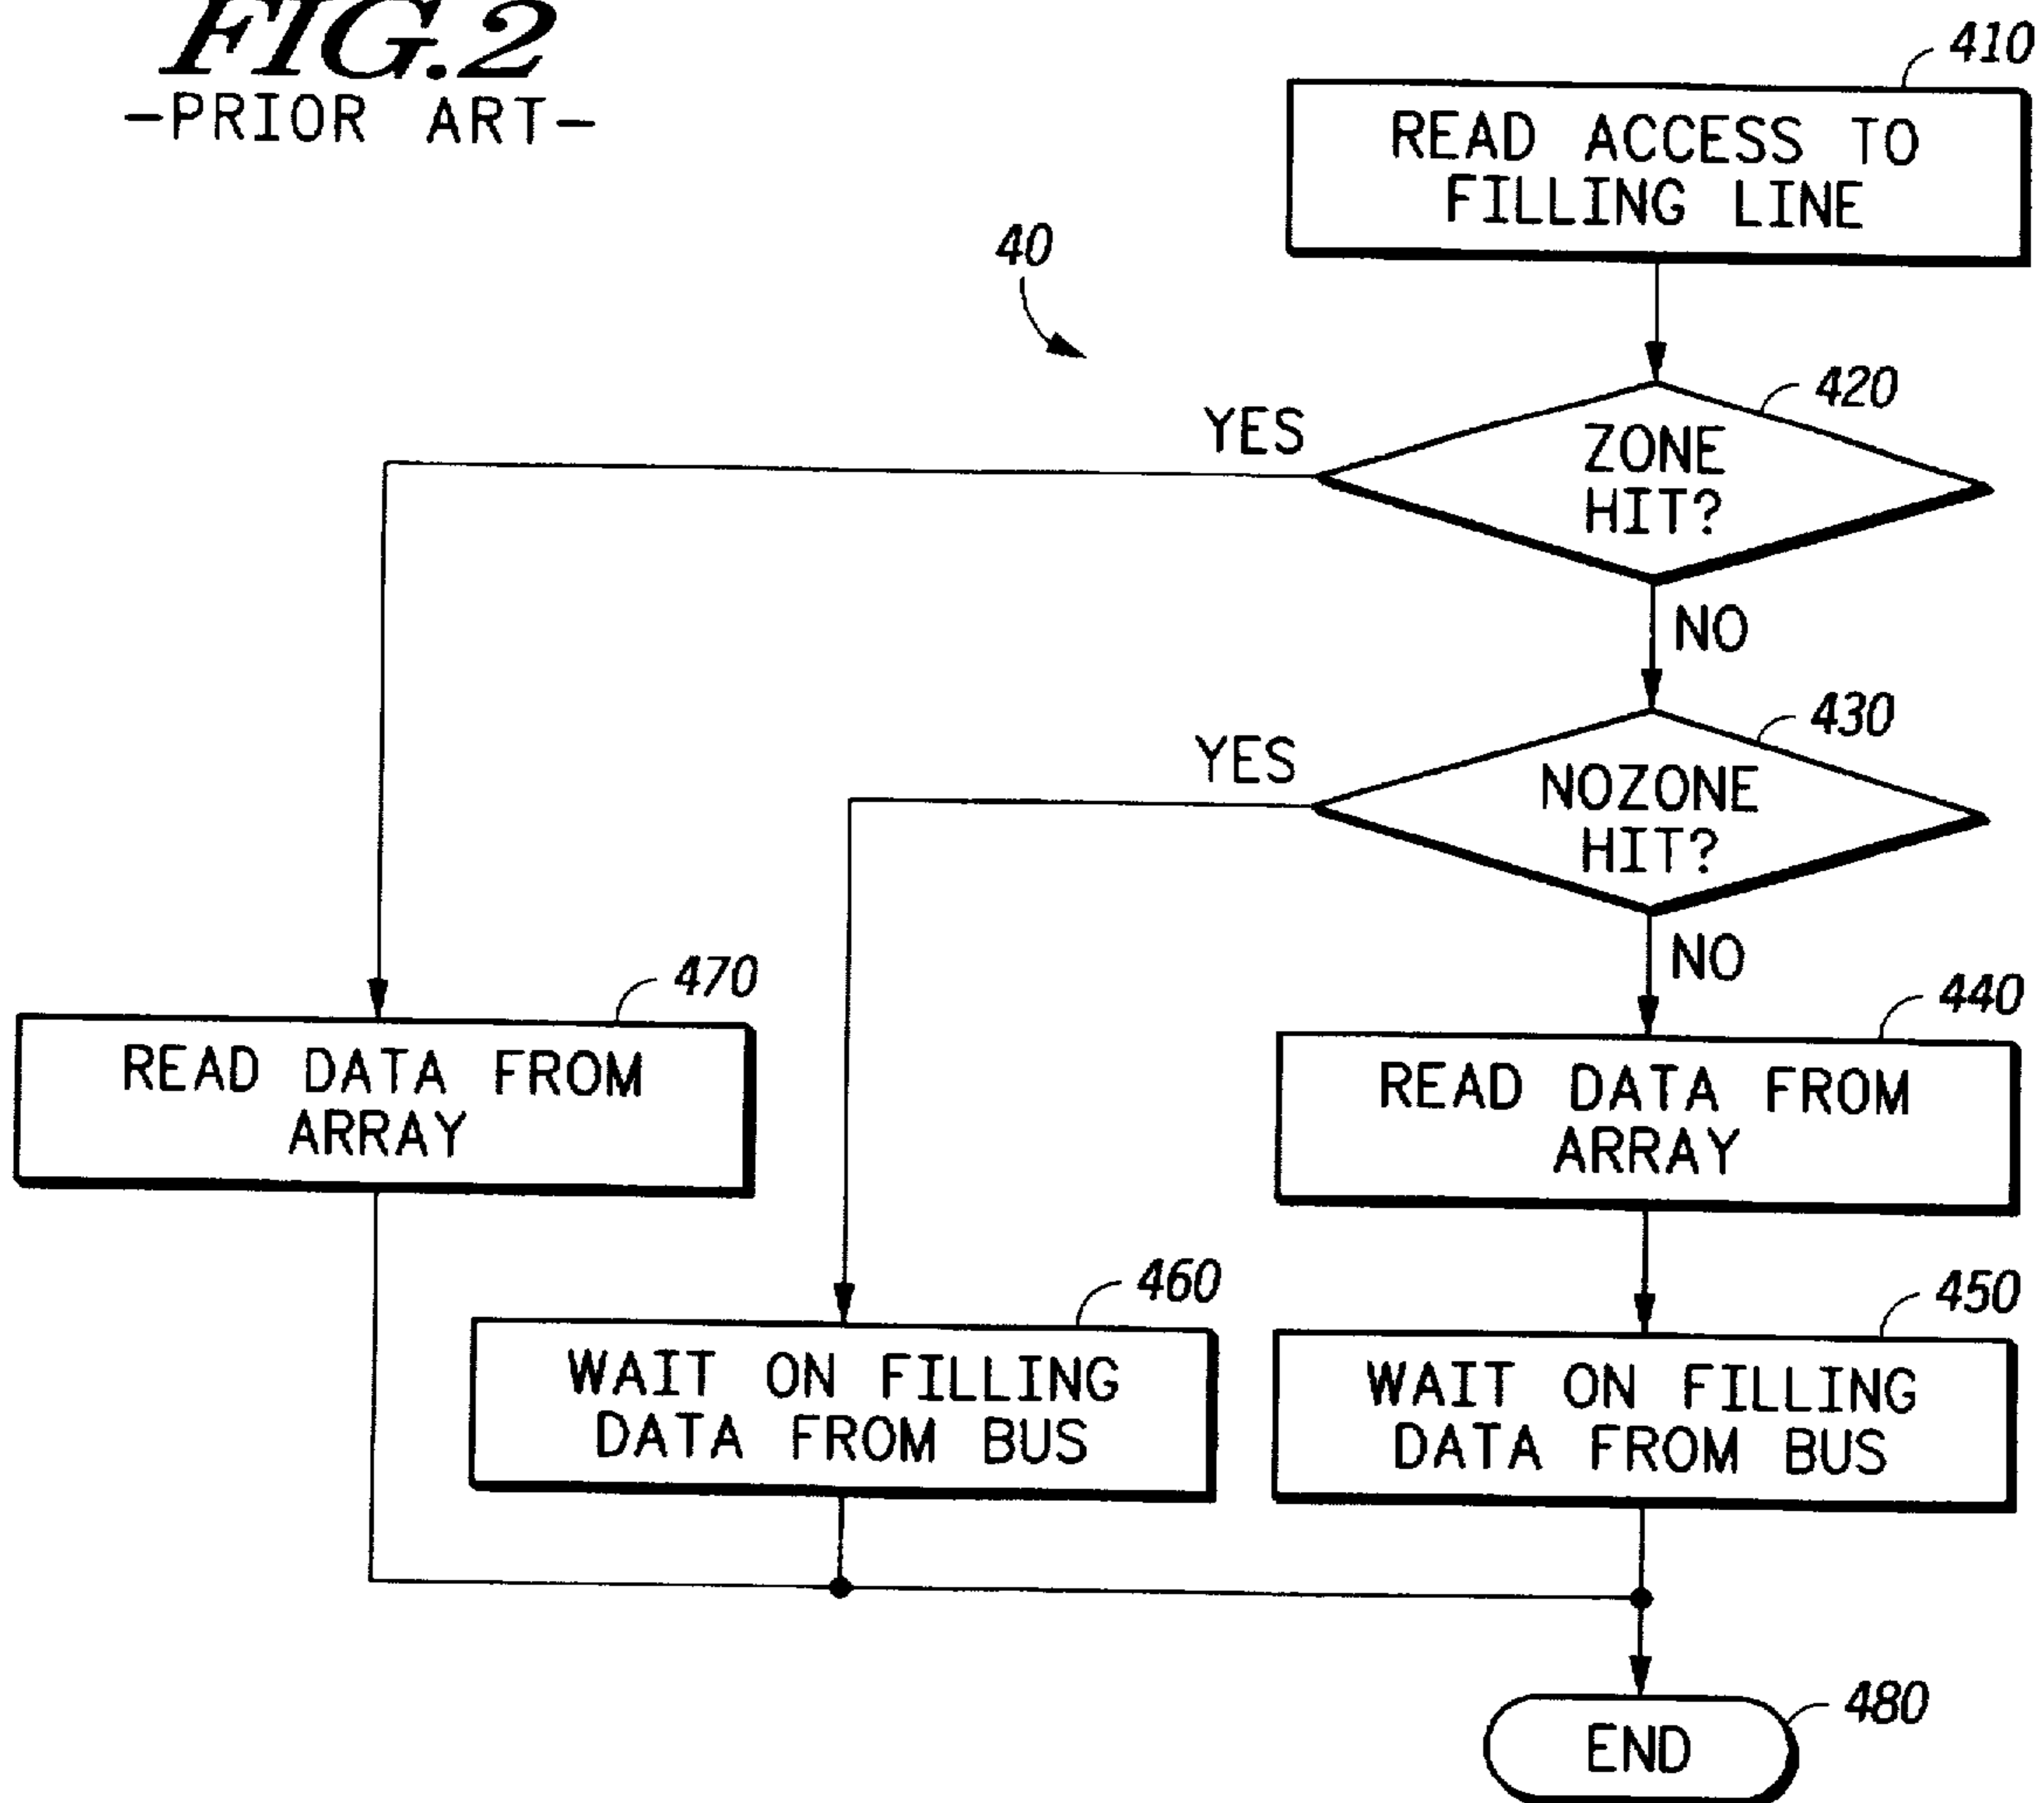 FIG.2
-PRIOR ART-
410
READ ACCESS TO
FILLING LINE
40
420
YES
ZONE
HIT?
NO
430
YES
NOZONE
HIT?
NO
470
READ DATA FROM
ARRAY
440
READ DATA FROM
ARRAY
460
WAIT ON FILLING
DATA FROM BUS
450
WAIT ON FILLING
DATA FROM BUS
480
END